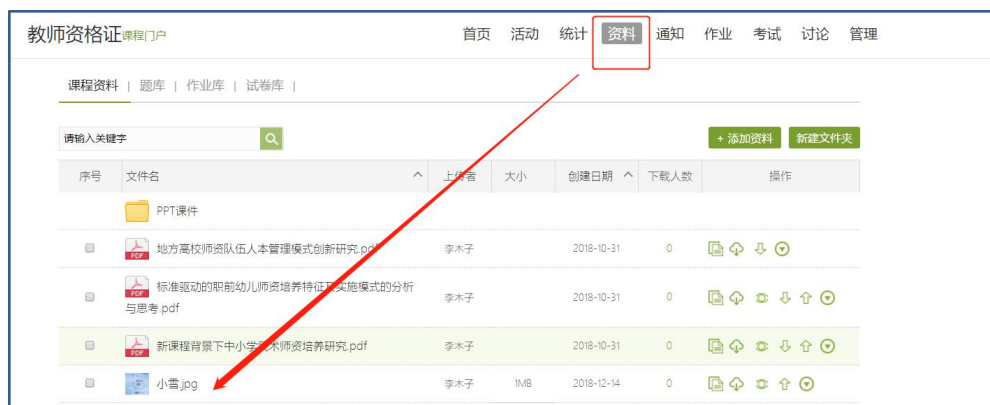 教师资格证课程门户 首页 活动 统计 资料 通知 作业 考试 讨论 管理
课程资料 | 题库 | 作业库 | 试卷库 |
请输入关键字 + 添加资料 新建文件夹
序号 文件名 上传者 大小 创建日期 下载人数 操作
PPT课件
PDF 地方高校师资队伍人本管理模式创新研究.pdf 李木子 2018-10-31 0
PDF 标准驱动的职前幼儿师资培养特征及实施模式的分析
与思考.pdf 李木子 2018-10-31 0
PDF 新课程背景下中小学武术师资培养研究.pdf 李木子 2018-10-31 0
小雪.jpg 李木子 1MB 2018-12-14 0